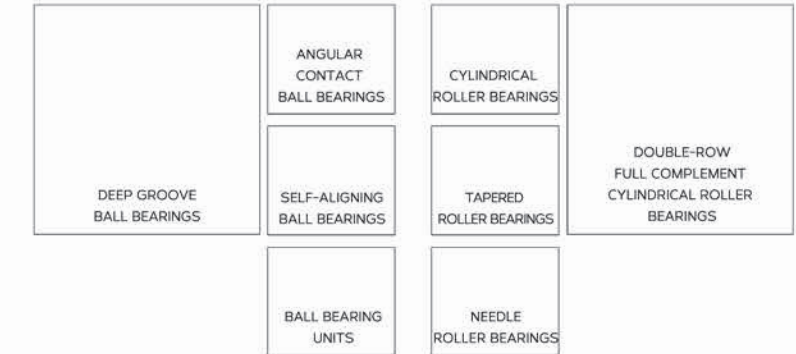 ANGULAR
CONTACT
BALL BEARINGS
CYLINDRICAL
ROLLER BEARINGS
DEEP GROOVE
BALL BEARINGS
SELF-ALIGNING
BALL BEARINGS
TAPERED
ROLLER BEARINGS
DOUBLE-ROW
FULL COMPLEMENT
CYLINDRICAL ROLLER
BEARINGS
BALL BEARING
UNITS
NEEDLE
ROLLER BEARINGS